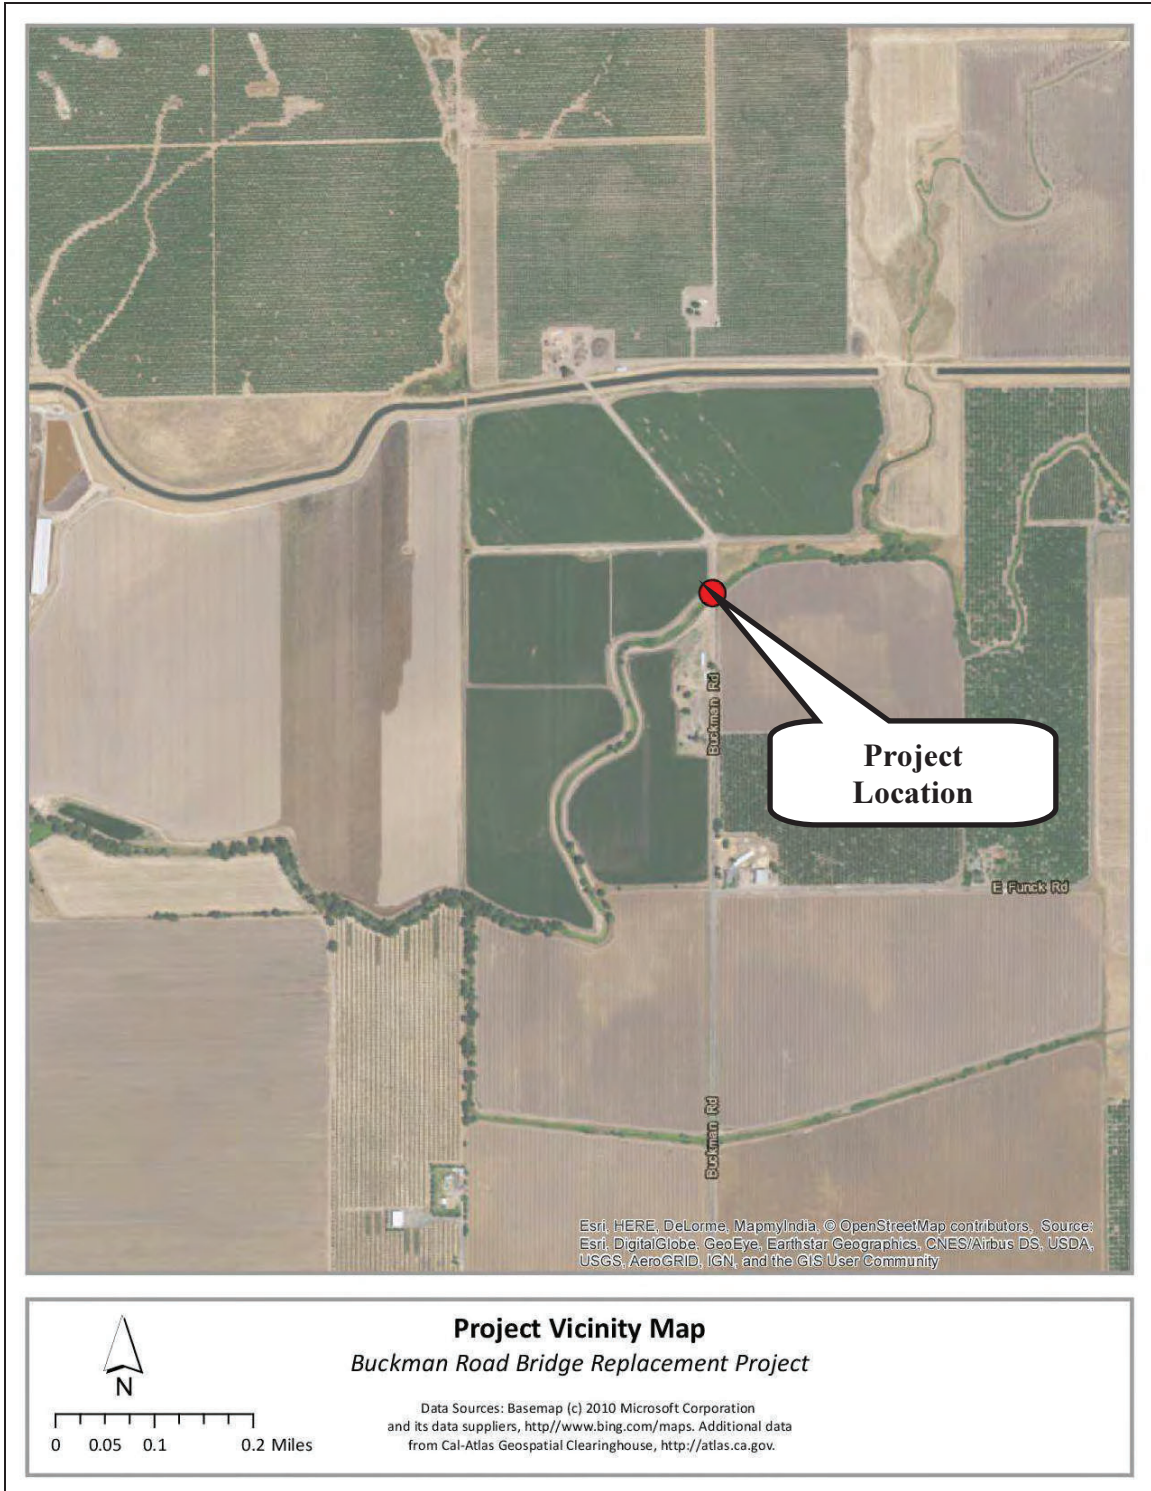 Buckman Rd
Project
Location
E Funck Rd
Buckman Rd
Esri, HERE, DeLorme, MapmyIndia, © OpenStreetMap contributors, Source:
Esri, DigitalGlobe, GeoEye, Earthstar Geographics, CNES/Airbus DS, USDA,
USGS, AeroGRID, IGN, and the GIS User Community
Project Vicinity Map
Buckman Road Bridge Replacement Project
N
Data Sources: Basemap (c) 2010 Microsoft Corporation
and its data suppliers, http//www.bing.com/maps. Additional data
from Cal-Atlas Geospatial Clearinghouse, http://atlas.ca.gov.
0 0.05 0.1 0.2 Miles